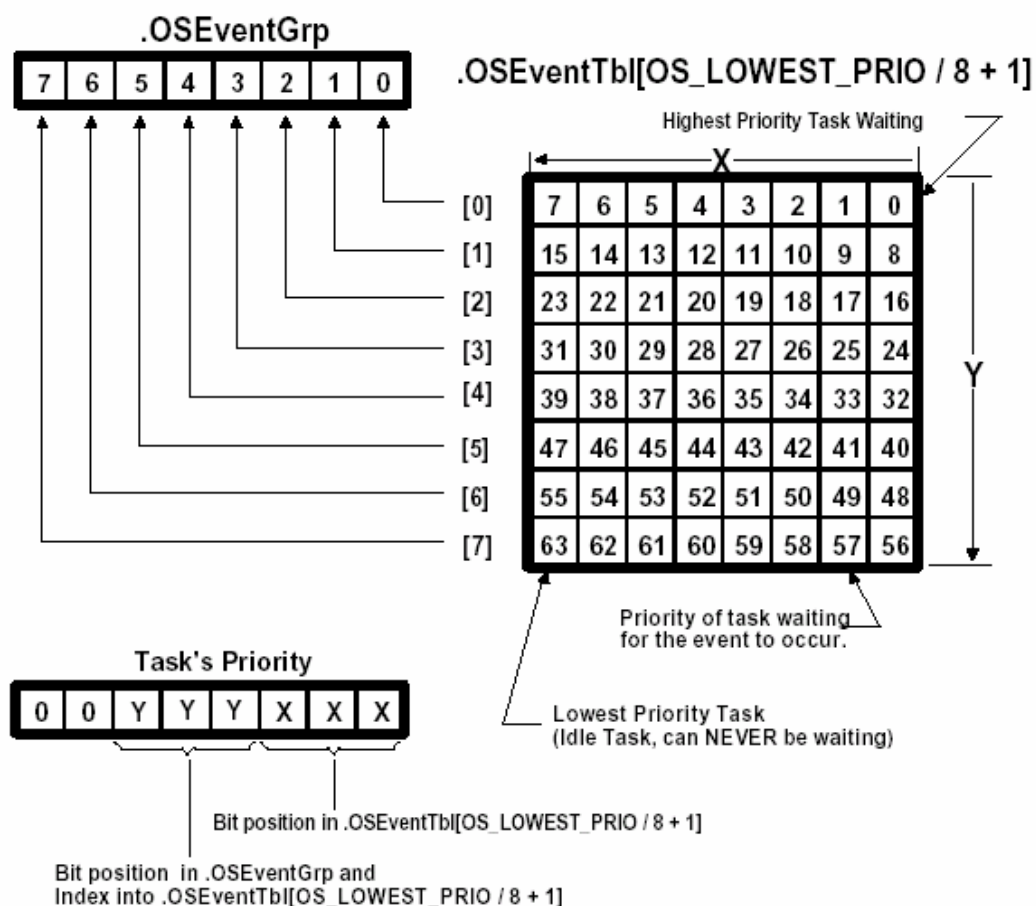 .OSEventGrp
7 6 5 4 3 2 1 0
.OSEventTbl[OS_LOWEST_PRIO / 8 + 1]
Highest Priority Task Waiting
X
[0] 7 6 5 4 3 2 1 0
[1] 15 14 13 12 11 10 9 8
[2] 23 22 21 20 19 18 17 16
[3] 31 30 29 28 27 26 25 24
[4] 39 38 37 36 35 34 33 32
[5] 47 46 45 44 43 42 41 40
[6] 55 54 53 52 51 50 49 48
[7] 63 62 61 60 59 58 57 56
Y
Priority of task waiting
for the event to occur.
Task's Priority
0 0 Y Y Y X X X
Lowest Priority Task
(Idle Task, can NEVER be waiting)
Bit position in .OSEventTbl[OS_LOWEST_PRIO / 8 + 1]
Bit position in .OSEventGrp and
Index into .OSEventTbl[OS_LOWEST_PRIO / 8 + 1]